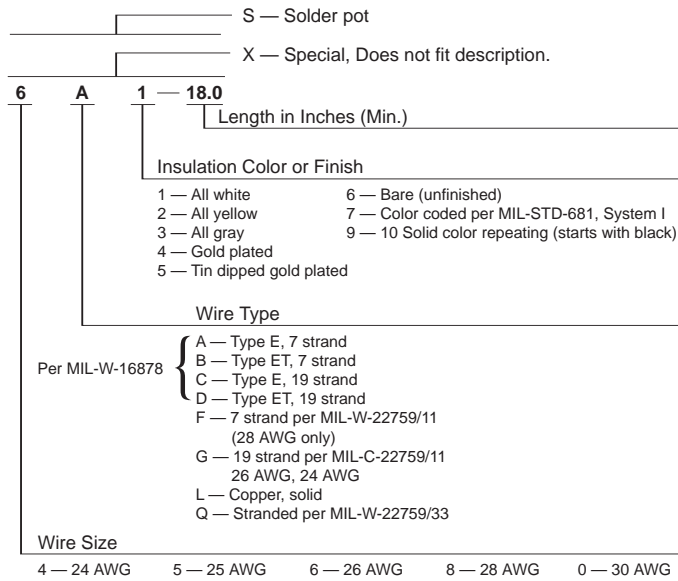 S — Solder pot
X — Special, Does not fit description.
6 A 1 — 18.0
Length in Inches (Min.)
Insulation Color or Finish
1 — All white 6 — Bare (unfinished)
2 — All yellow 7 — Color coded per MIL-STD-681, System I
3 — All gray 9 — 10 Solid color repeating (starts with black)
4 — Gold plated
5 — Tin dipped gold plated
Wire Type
A — Type E, 7 strand
Per MIL-W-16878 { B — Type ET, 7 strand
C — Type E, 19 strand
D — Type ET, 19 strand
F — 7 strand per MIL-W-22759/11
(28 AWG only)
G — 19 strand per MIL-C-22759/11
26 AWG, 24 AWG
L — Copper, solid
Q — Stranded per MIL-W-22759/33
Wire Size
4 — 24 AWG 5 — 25 AWG 6 — 26 AWG 8 — 28 AWG 0 — 30 AWG